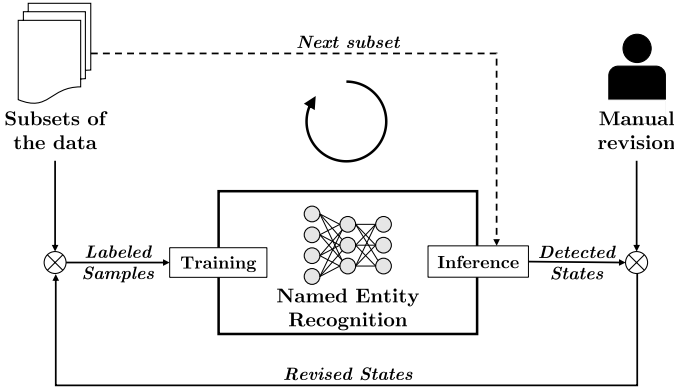 Next subset
Subsets of
the data
Manual
revision
Labeled
Samples
Training
Inference
Detected
States
Named Entity
Recognition
Revised States